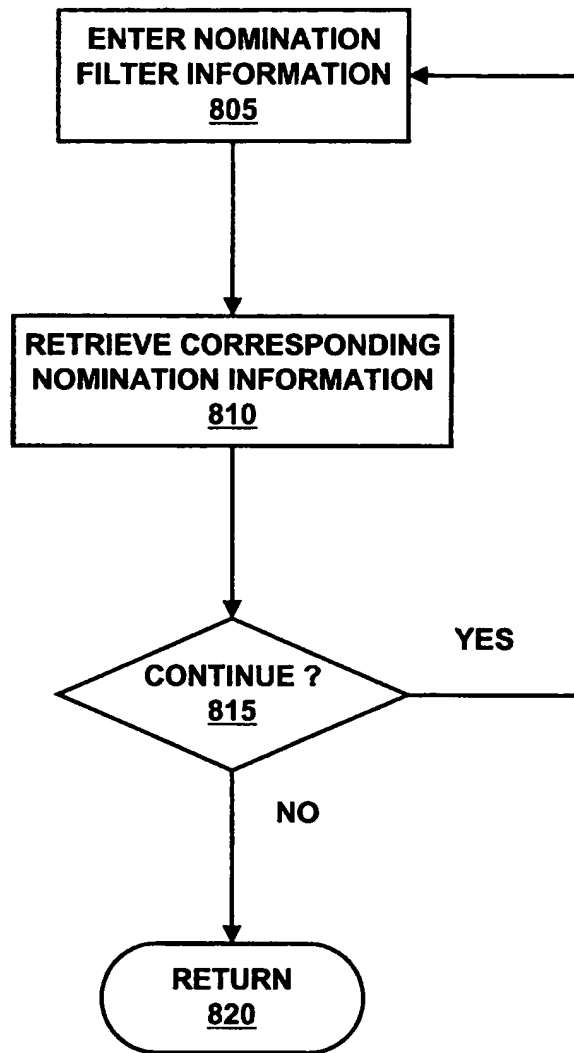 ENTER NOMINATION
FILTER INFORMATION
805
RETRIEVE CORRESPONDING
NOMINATION INFORMATION
810
CONTINUE ?
815
YES
NO
RETURN
820